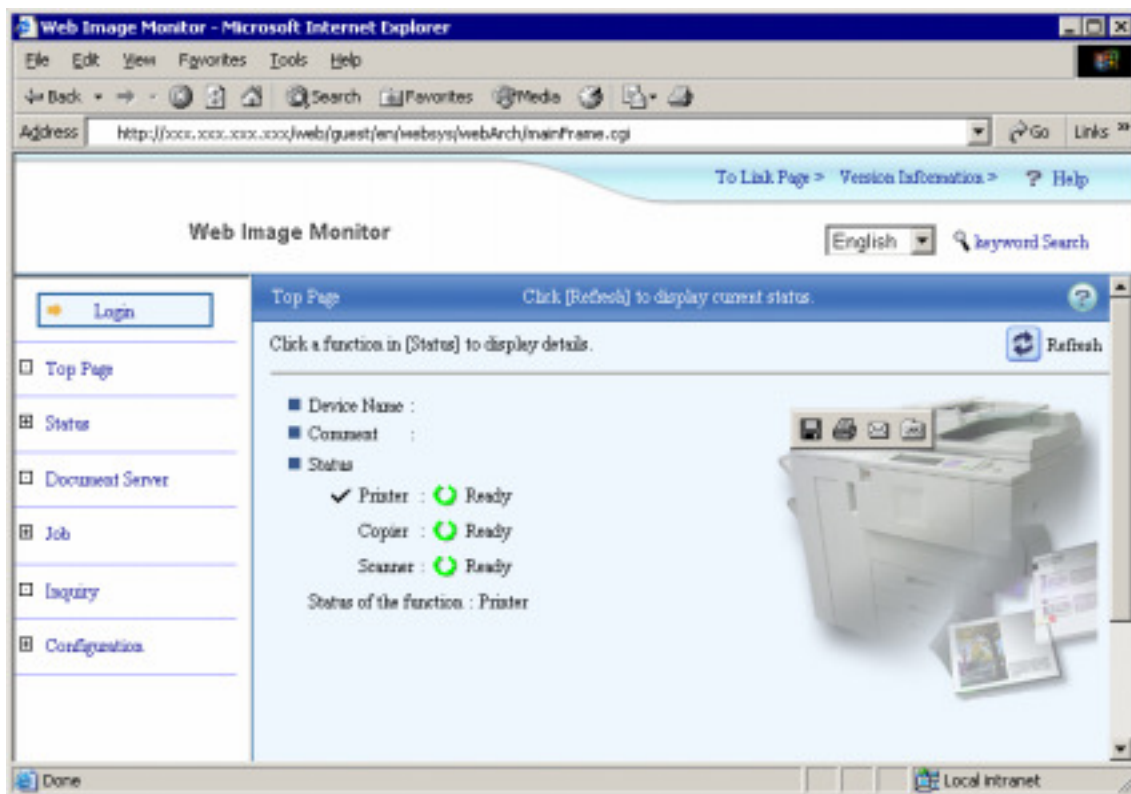 Web Image Monitor - Microsoft Internet Explorer
File Edit View Favorites Tools Help
Back Search Favorites Media
Address http://xxx.xxx.xxx.xxx/web/guest/en/websys/webArch/mainFrame.cgi Go Links »
To Link Page > Version Information > ? Help
Web Image Monitor
English keyword Search
Login
Top Page Click [Refresh] to display current status. ?
Click a function in [Status] to display details. Refresh
Top Page
Status
Document Server
Job
Inquiry
Configuration
Device Name :
Comment :
Status
Printer : Ready
Copier : Ready
Scanner : Ready
Status of the function : Printer
Done Local intranet